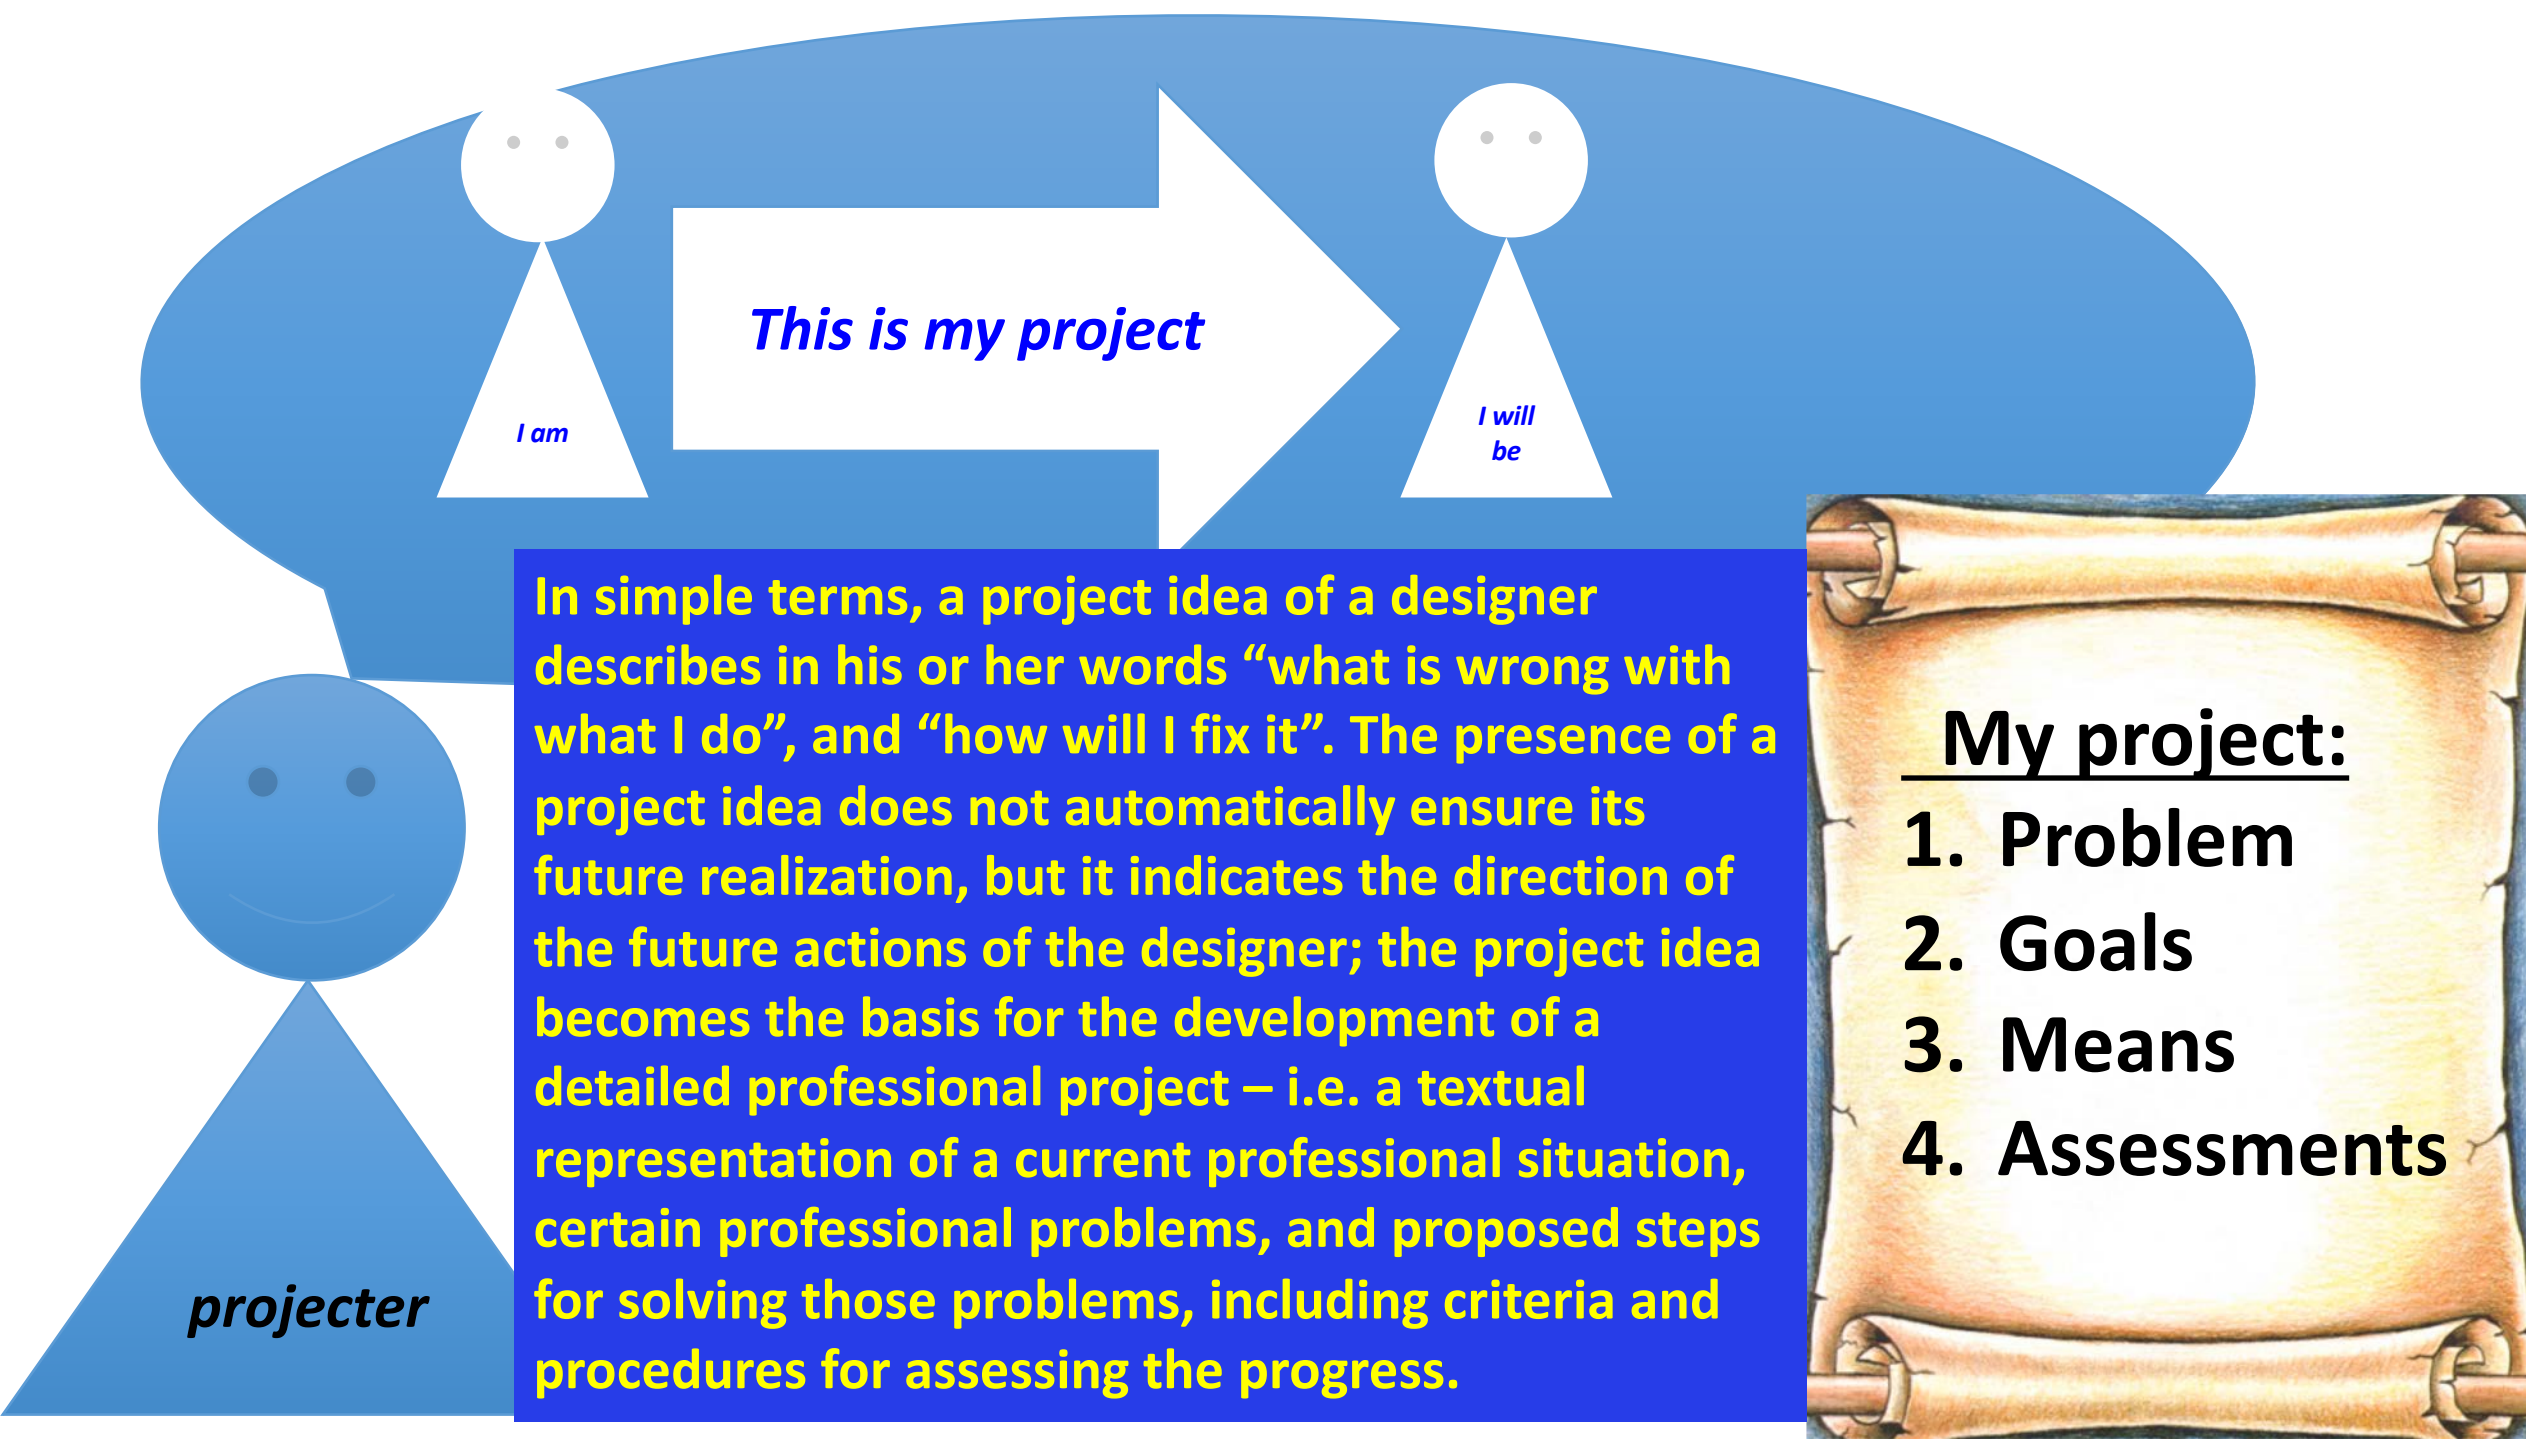 This is my project
I am
I will
be
In simple terms, a project idea of a designer
describes in his or her words “what is wrong with
what I do”, and “how will I fix it”. The presence of a
project idea does not automatically ensure its
future realization, but it indicates the direction of
the future actions of the designer; the project idea
becomes the basis for the development of a
detailed professional project – i.e. a textual
representation of a current professional situation,
certain professional problems, and proposed steps
for solving those problems, including criteria and
procedures for assessing the progress.
projecter
My project:
1. Problem
2. Goals
3. Means
4. Assessments